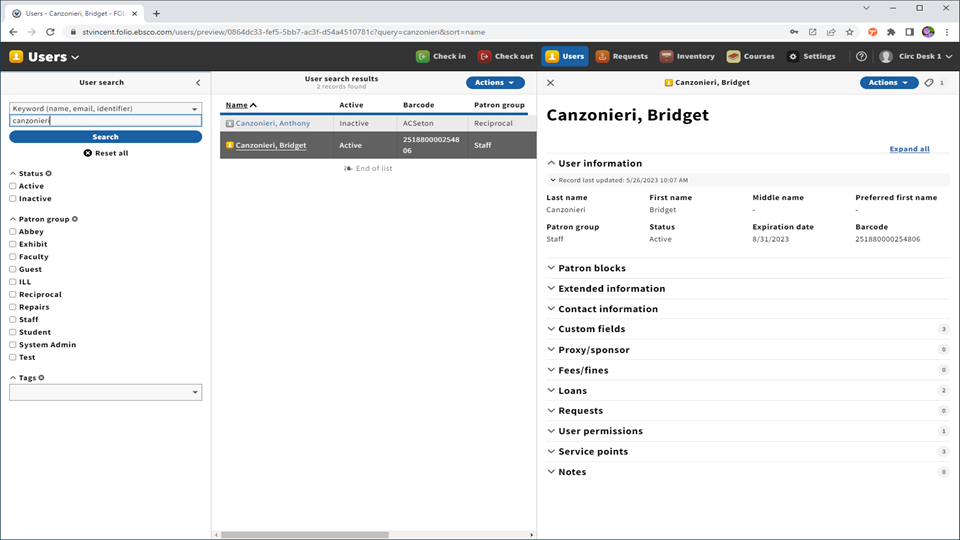 Users - Canzonieri, Bridget - FOL
stvincent.folio.ebsco.com/users/preview/0864dc33-fef5-5bb7-ac3f-d54a4510781c?query=canzonieri&sort=name
Users
Check in
Check out
Users
Requests
Inventory
Courses
Settings
Circ Desk 1
User search
Keyword (name, email, identifier)
canzonieri
Search
Reset all
Status
Active
Inactive
Patron group
Abbey
Exhibit
Faculty
Guest
ILL
Reciprocal
Repairs
Staff
Student
System Admin
Test
Tags
User search results
2 records found
Actions
Name Active Barcode Patron group
Canzonieri, Anthony Inactive ACSeton Reciprocal
Canzonieri, Bridget Active 2518800002548 Staff
06
End of list
Canzonieri, Bridget
Actions
1
Canzonieri, Bridget
Expand all
User information
Record last updated: 5/26/2023 10:07 AM
Last name First name Middle name Preferred first name
Canzonieri Bridget - -
Patron group Status Expiration date Barcode
Staff Active 8/31/2023 251880000254806
Patron blocks
Extended information
Contact information
Custom fields 3
Proxy/sponsor 0
Fees/fines 0
Loans 2
Requests 0
User permissions 1
Service points 3
Notes 0